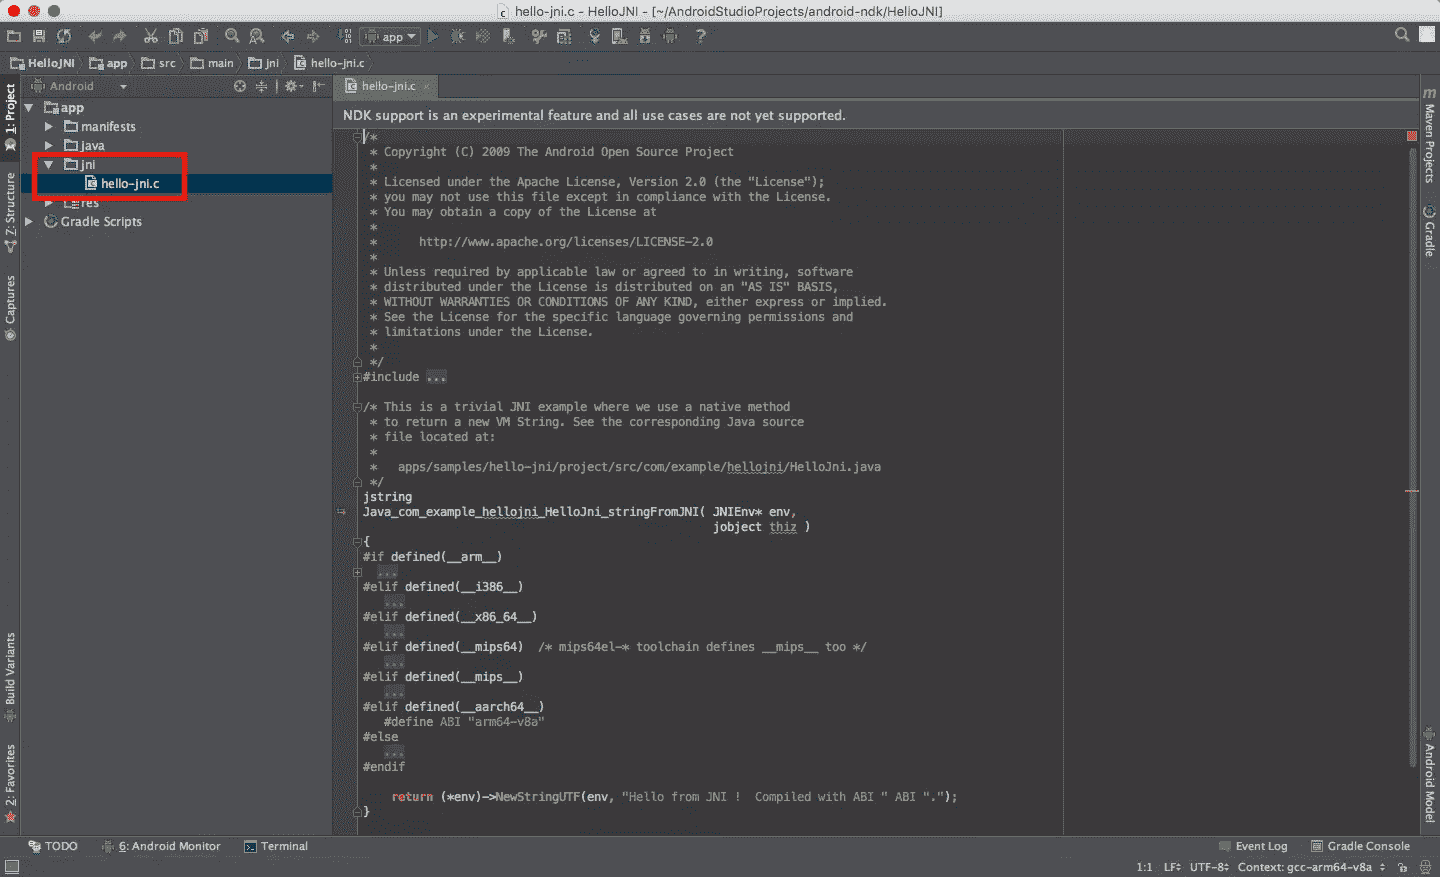 hello-jni.c - HelloJNI - [~/AndroidStudioProjects/android-ndk/HelloJNI]
app
HelloJNI app src main jni hello-jni.c
1: Project
Z: Structure
Captures
Build Variants
2: Favorites
Android
app
manifests
java
jni
hello-jni.c
res
Gradle Scripts
hello-jni.c
NDK support is an experimental feature and all use cases are not yet supported.
/*
* Copyright (C) 2009 The Android Open Source Project
*
* Licensed under the Apache License, Version 2.0 (the "License");
* you may not use this file except in compliance with the License.
* You may obtain a copy of the License at
*
* http://www.apache.org/licenses/LICENSE-2.0
*
* Unless required by applicable law or agreed to in writing, software
* distributed under the License is distributed on an "AS IS" BASIS,
* WITHOUT WARRANTIES OR CONDITIONS OF ANY KIND, either express or implied.
* See the License for the specific language governing permissions and
* limitations under the License.
*
*/
#include ...
/* This is a trivial JNI example where we use a native method
* to return a new VM String. See the corresponding Java source
* file located at:
*
* apps/samples/hello-jni/project/src/com/example/hellojni/HelloJni.java
*/
jstring
Java_com_example_hellojni_HelloJni_stringFromJNI( JNIEnv* env,
jobject thiz )
{
#if defined(__arm__)
...
#elif defined(__i386__)
...
#elif defined(__x86_64__)
...
#elif defined(__mips64) /* mips64el-* toolchain defines __mips__ too */
...
#elif defined(__mips__)
...
#elif defined(__aarch64__)
#define ABI "arm64-v8a"
#else
...
#endif
return (*env)->NewStringUTF(env, "Hello from JNI ! Compiled with ABI " ABI ".");
}
m Maven Projects
Gradle
Android Model
TODO 6: Android Monitor Terminal Event Log Gradle Console
1:1 LF UTF-8 Context: gcc-arm64-v8a